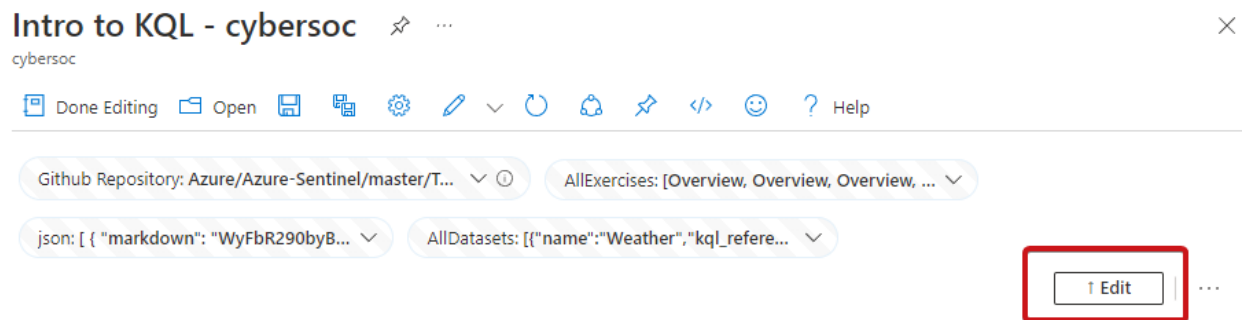 Intro to KQL - cybersoc
cybersoc
Done Editing Open Help
Github Repository: Azure/Azure-Sentinel/master/T... AllExercises: [Overview, Overview, Overview, ...
json: [ { "markdown": "WyFbR290byB... AllDatasets: [{"name":"Weather","kql_refere...
↑ Edit